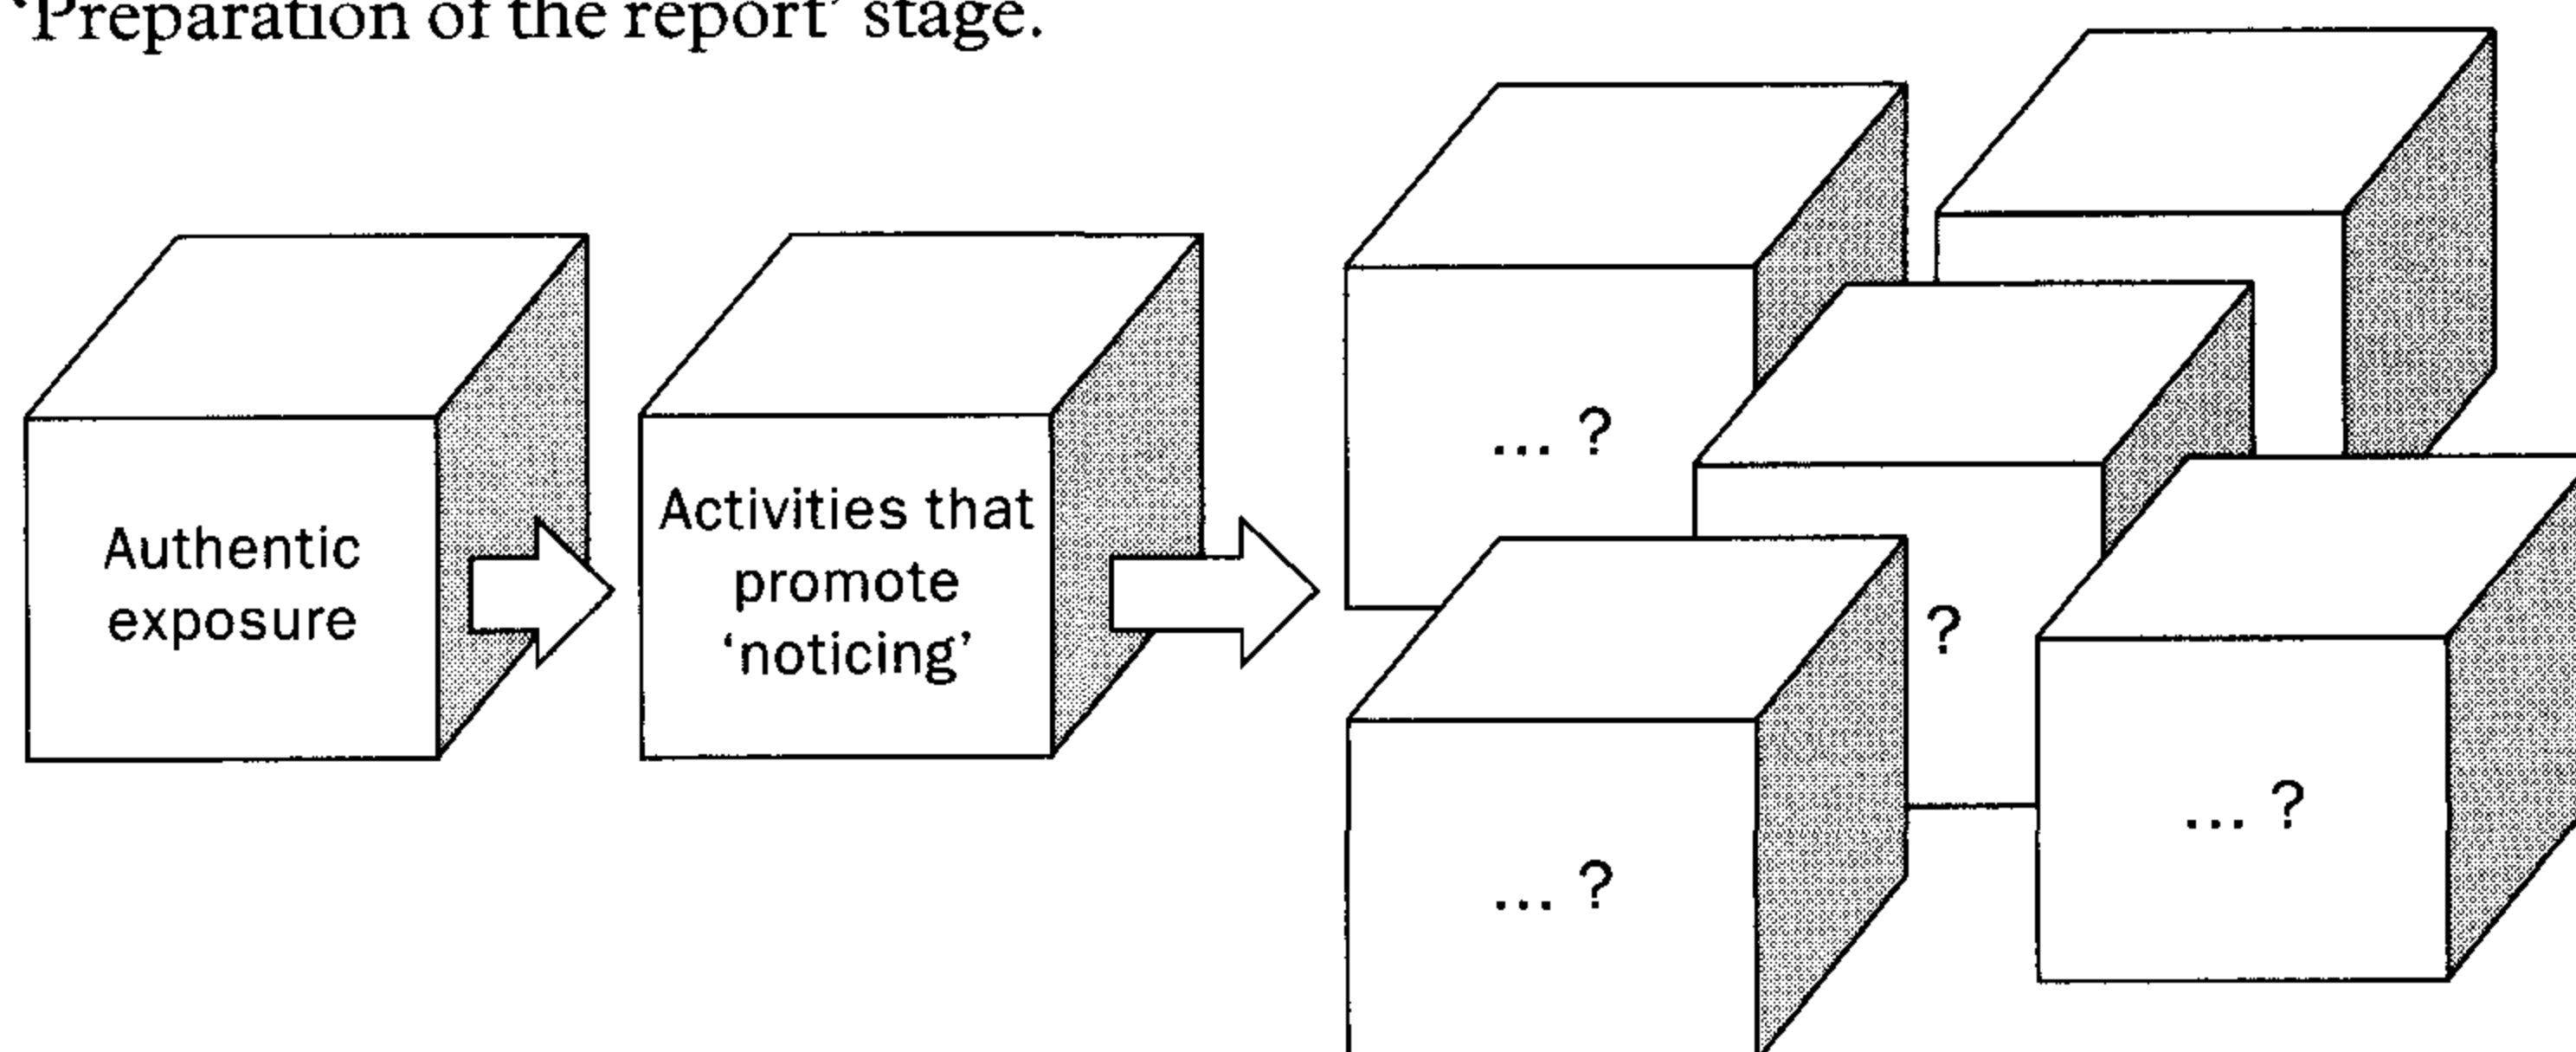 ‘Preparation of the report’ stage.
Authentic
exposure
Activities that
promote
‘noticing’
... ?
?
... ?
... ?